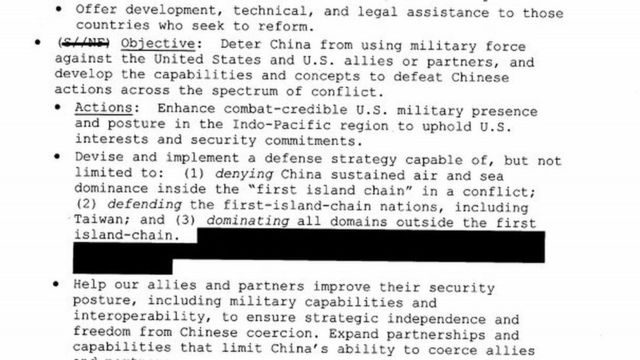 • Offer development, technical, and legal assistance to those
countries who seek to reform.
• (S//NF) Objective: Deter China from using military force
against the United States and U.S. allies or partners, and
develop the capabilities and concepts to defeat Chinese
actions across the spectrum of conflict.
• Actions: Enhance combat-credible U.S. military presence
and posture in the Indo-Pacific region to uphold U.S.
interests and security commitments.
• Devise and implement a defense strategy capable of, but not
limited to: (1) denying China sustained air and sea
dominance inside the "first island chain" in a conflict;
(2) defending the first-island-chain nations, including
Taiwan; and (3) dominating all domains outside the first
island-chain.
• Help our allies and partners improve their security
posture, including military capabilities and
interoperability, to ensure strategic independence and
freedom from Chinese coercion. Expand partnerships and
capabilities that limit China's ability to coerce allies